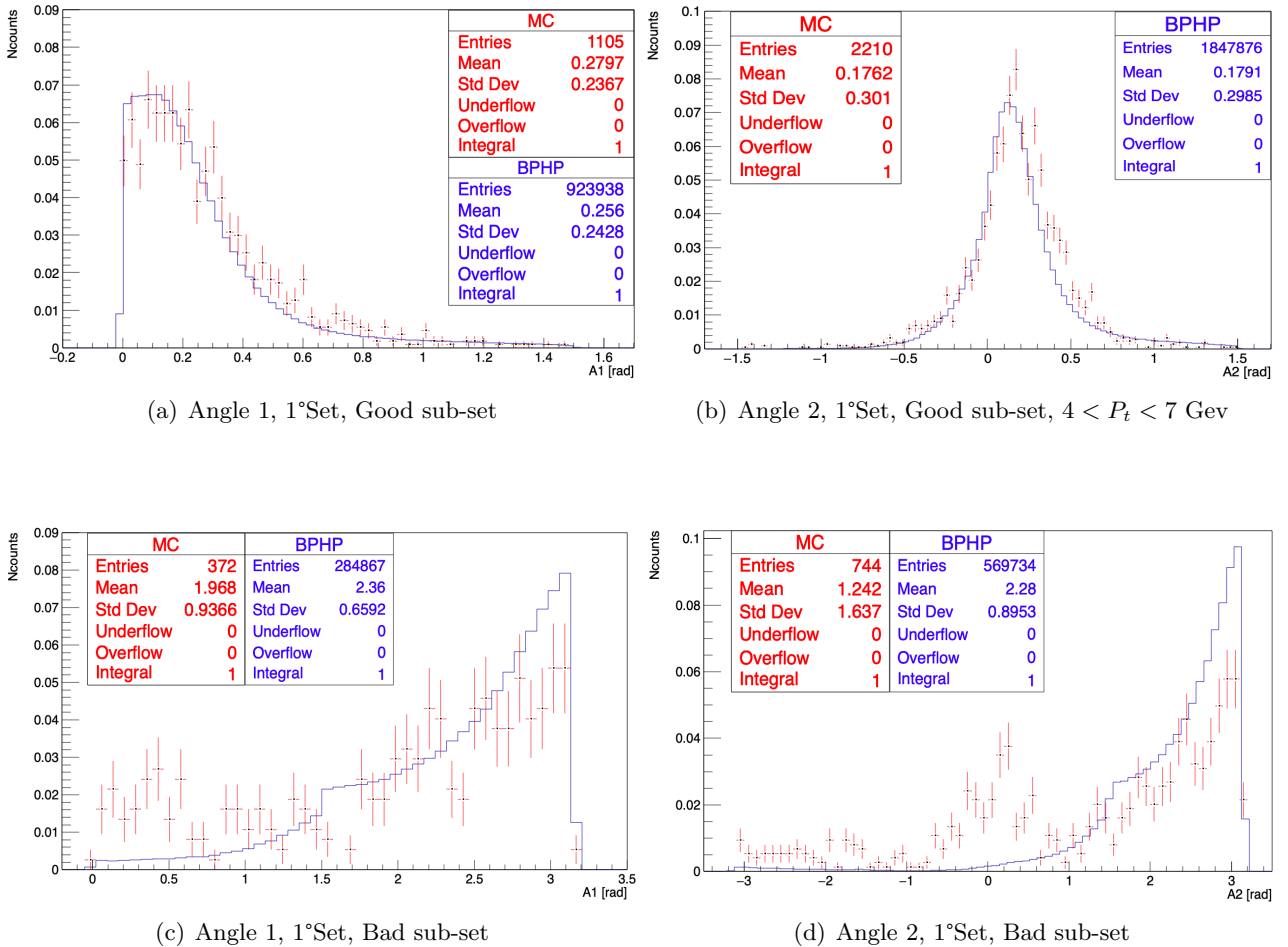 Ncounts
0.09
0.08
0.07
0.06
0.05
0.04
0.03
0.02
0.01
0
MC
Entries 1105
Mean 0.2797
Std Dev 0.2367
Underflow 0
Overflow 0
Integral 1
BPHP
Entries 923938
Mean 0.256
Std Dev 0.2428
Underflow 0
Overflow 0
Integral 1
−0.2 0 0.2 0.4 0.6 0.8 1.0 1.2 1.4 1.6
A1 [rad]
(a) Angle 1, 1°Set, Good sub-set
Ncounts
0.1
0.09
0.08
0.07
0.06
0.05
0.04
0.03
0.02
0.01
0
MC
Entries 2210
Mean 0.1762
Std Dev 0.301
Underflow 0
Overflow 0
Integral 1
BPHP
Entries 1847876
Mean 0.1791
Std Dev 0.2985
Underflow 0
Overflow 0
Integral 1
−1.5 −1 −0.5 0 0.5 1.0 1.5
A2 [rad]
(b) Angle 2, 1°Set, Good sub-set, 4 < Pt < 7 Gev
Ncounts
0.09
0.08
0.07
0.06
0.05
0.04
0.03
0.02
0.01
0
MC
Entries 372
Mean 1.968
Std Dev 0.9366
Underflow 0
Overflow 0
Integral 1
BPHP
Entries 284867
Mean 2.36
Std Dev 0.6592
Underflow 0
Overflow 0
Integral 1
0 0.5 1 1.5 2 2.5 3 3.5
A1 [rad]
(c) Angle 1, 1°Set, Bad sub-set
Ncounts
0.1
0.08
0.06
0.04
0.02
0
MC
Entries 744
Mean 1.242
Std Dev 1.637
Underflow 0
Overflow 0
Integral 1
BPHP
Entries 569734
Mean 2.28
Std Dev 0.8953
Underflow 0
Overflow 0
Integral 1
−3 −2 −1 0 1 2 3
A2 [rad]
(d) Angle 2, 1°Set, Bad sub-set